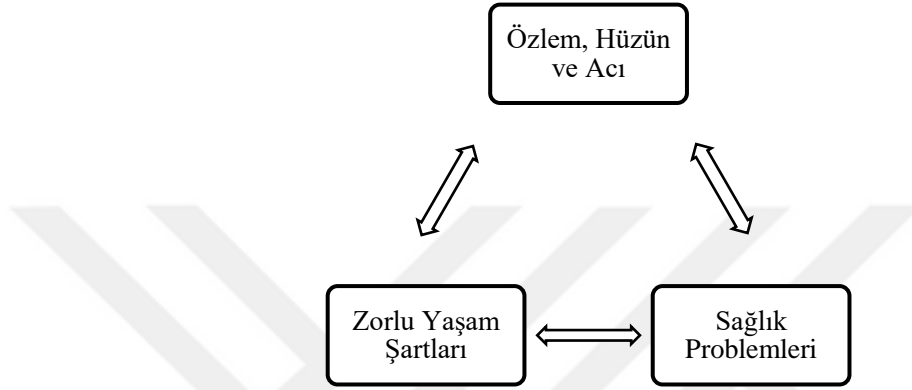 Özlem, Hüzün
ve Acı
Zorlu Yaşam
Şartları
Sağlık
Problemleri